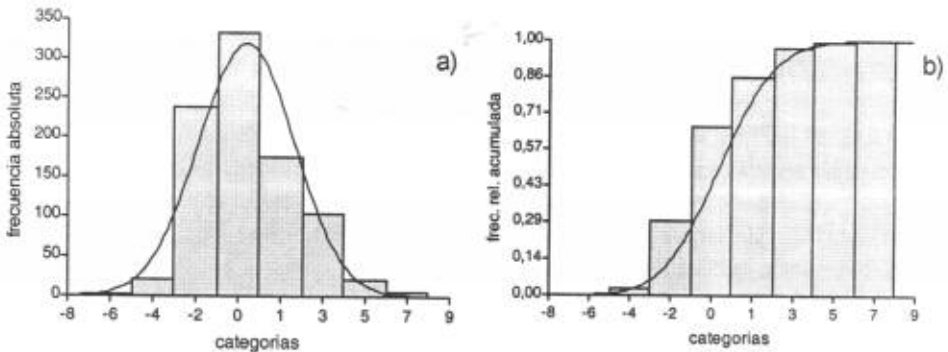 a)
frecuencia absoluta
350
300
250
200
150
100
50
0
-8 -6 -4 -2 0 1 3 4 7 9
categorias
b)
frec. rel. acumulada
1,00
0,86
0,71
0,57
0,43
0,29
0,14
0,00
-8 -6 -4 -2 0 1 3 5 7 9
categorias